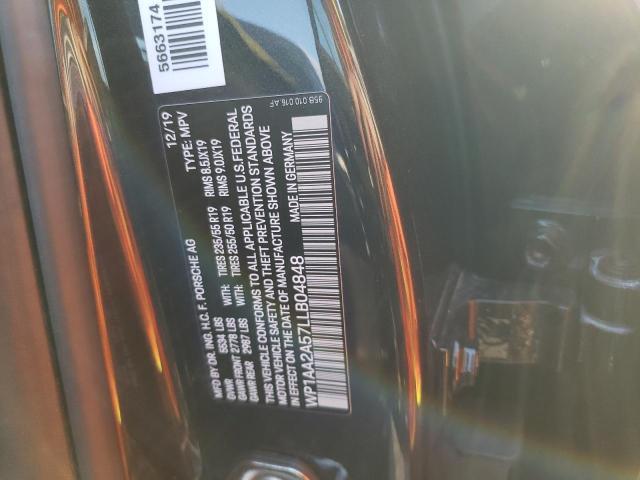 5663174
95B 010 016 AF
12/19
TYPE: MPV
MFD BY DR. ING. H.C. F. PORSCHE AG
GVWR 5534 LBS
GAWR FRONT 2778 LBS WITH: TIRES 235/55 R19 RIMS 8.5JX19
GAWR REAR 2987 LBS WITH: TIRES 255/50 R19 RIMS 9.0JX19
THIS VEHICLE CONFORMS TO ALL APPLICABLE U.S. FEDERAL
MOTOR VEHICLE SAFETY AND THEFT PREVENTION STANDARDS
IN EFFECT ON THE DATE OF MANUFACTURE SHOWN ABOVE
MADE IN GERMANY
WP1AA2A57LLB04848